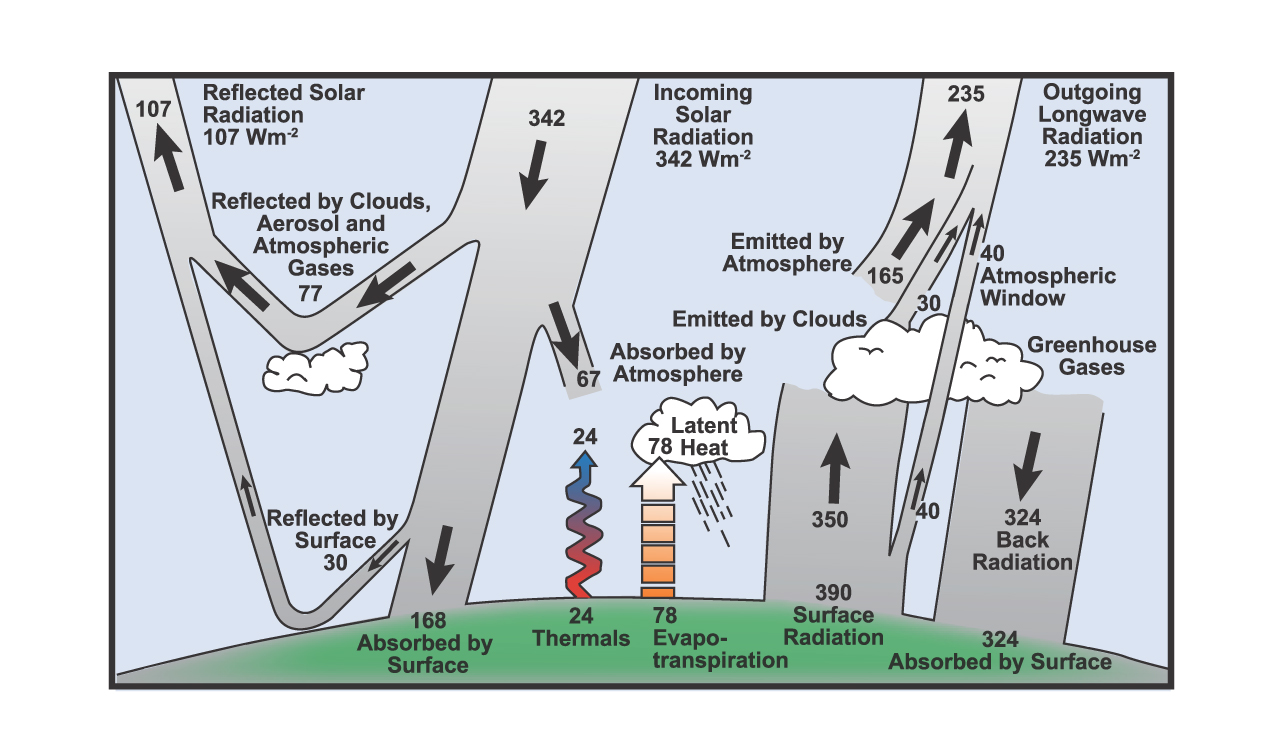 107
Reflected Solar
Radiation
107 Wm-2
342
Incoming
Solar
Radiation
342 Wm-2
235
Outgoing
Longwave
Radiation
235 Wm-2
Reflected by Clouds,
Aerosol and
Atmospheric
Gases
77
Emitted by
Atmosphere
165
40
Atmospheric
Window
30
Emitted by Clouds
Greenhouse
Gases
Absorbed by
Atmosphere
67
24
Latent
78 Heat
350
40
324
Back
Radiation
Reflected by
Surface
30
168
Absorbed by
Surface
24
Thermals
78
Evapo-
transpiration
390
Surface
Radiation
324
Absorbed by Surface